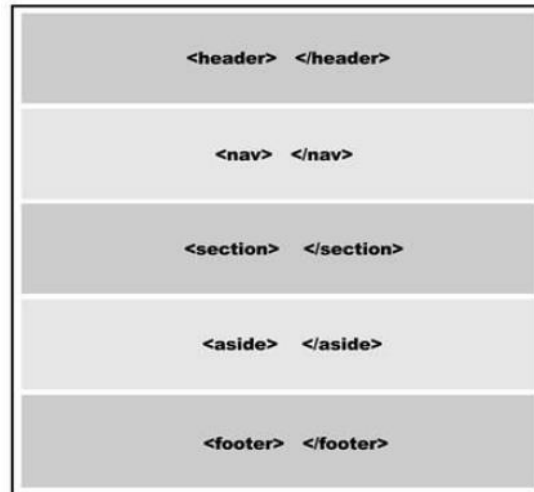 <header> </header>
<nav> </nav>
<section> </section>
<aside> </aside>
<footer> </footer>